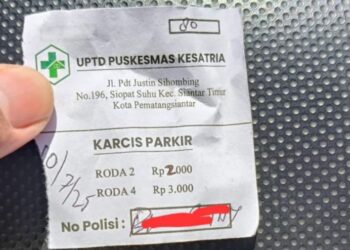 80
UPTD PUSKESMAS KESATRIA
Jl. Pdt Justin Sihombing
No.196, Siopat Suhu Kec. Siantar Timur
Kota Pematangsiantar
KARCIS PARKIR
10/7/25
RODA 2 Rp 2.000
RODA 4 Rp 3.000
No Polisi :